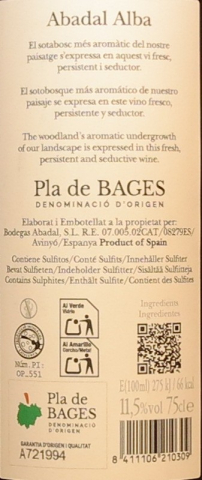 Abadal Alba
El sotabosc més aromàtic del nostre
paisatge s'expressa en aquest vi fresc,
persistent i seductor.
El sotobosque más aromático de nuestro
paisaje se expresa en este vino fresco,
persistente y seductor.
The woodland's aromatic undergrowth
of our landscape is expressed in this fresh,
persistent and seductive wine.
Pla de BAGES
DENOMINACIÓ D'ORIGEN
Elaborat i Embotellat a la propietat per:
Bodegas Abadal, S.L. R.E. 07.005.02CAT / 08279ES/
Avinyó/Espanya Product of Spain
Contiene Sulfitos/Conté Sulfits/Innehåller Sulfiter
Bevat Sulfieten/Indeholder Sulfitter/Sisältää Sulfiitteja
Contains Sulphites/Enthält Sulfite/Contient des Sulfites
Al Verde
Vidrio
Al Amarillo
Núm. PI:
OP_551
Ingredients
Ingredientes
E(100ml) 275 kJ / 66 kcal
11,5%vol 75cl e
Pla de
BAGES
DENOMINACIÓ
D'ORIGEN
GARANTIA D'ORIGEN I QUALITAT
A721994
8 411106 210309